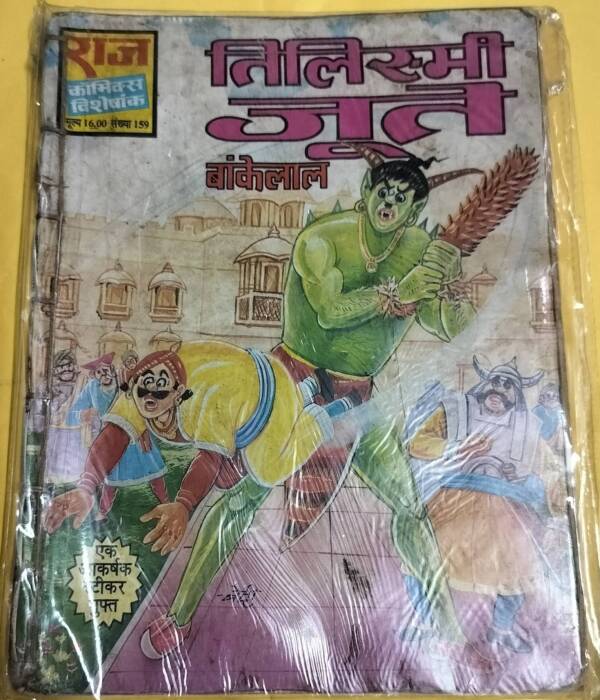 राज
कॉमिक्स
विशेषांक
मूल्य 16.00 संख्या 159
तिलिस्मी
जूते
बांकेलाल
एक
आकर्षक
स्टीकर
मुफ्त
बेदी